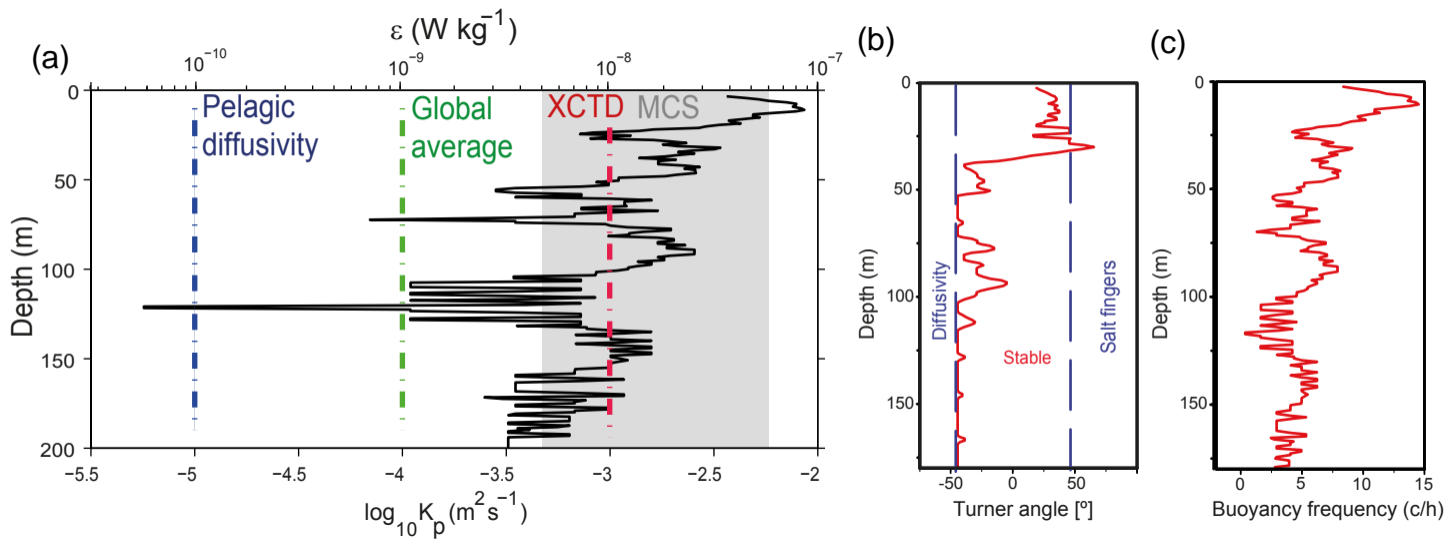 (a)
ε (W kg⁻¹)
10⁻¹⁰ 10⁻⁹ 10⁻⁸ 10⁻⁷
Pelagic
diffusivity
Global
average
XCTD
MCS
0
50
100
150
200
Depth (m)
−5.5 −5 −4.5 −4 −3.5 −3 −2.5 −2
log₁₀Kₚ(m² s⁻¹)
(b)
0
50
100
150
Depth (m)
Diffusivity
Stable
Salt fingers
-50 0 50 100
Turner angle [º]
(c)
0
50
100
150
Depth (m)
0 5 10 15
Buoyancy frequency (c/h)